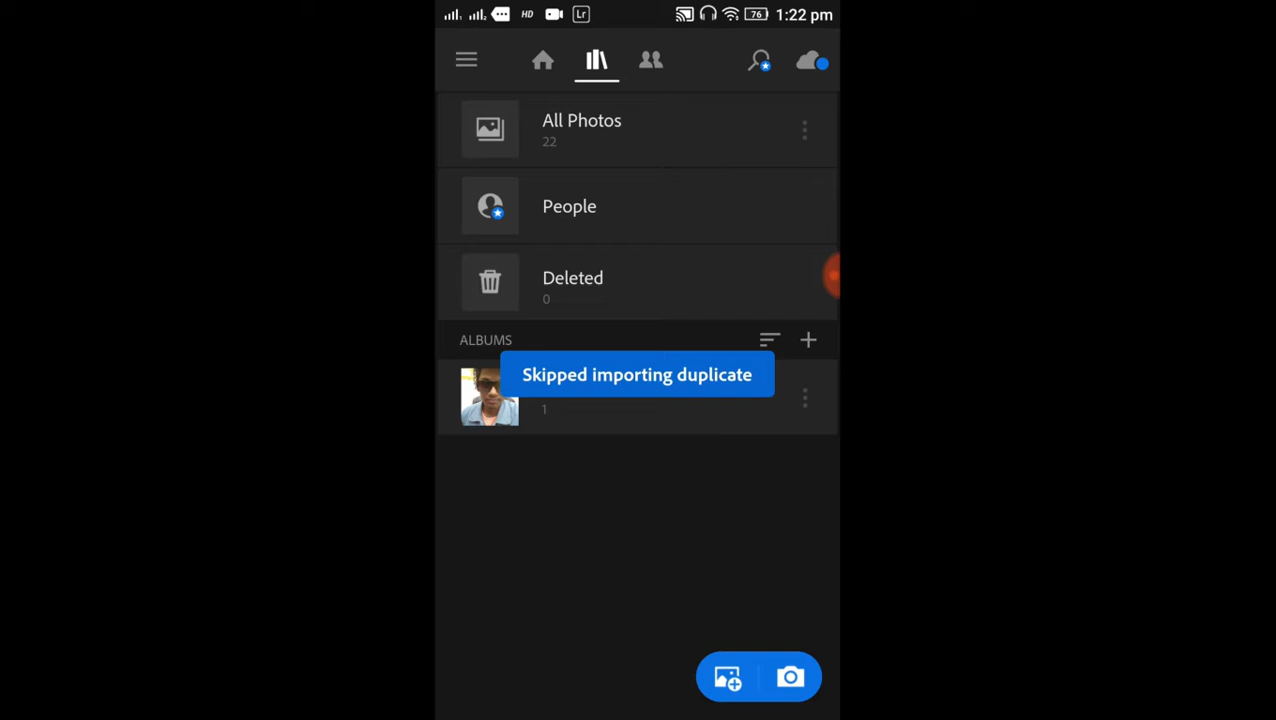 HD Lr 76 1:22 pm
All Photos
22
People
Deleted
0
ALBUMS
Skipped importing duplicate
1